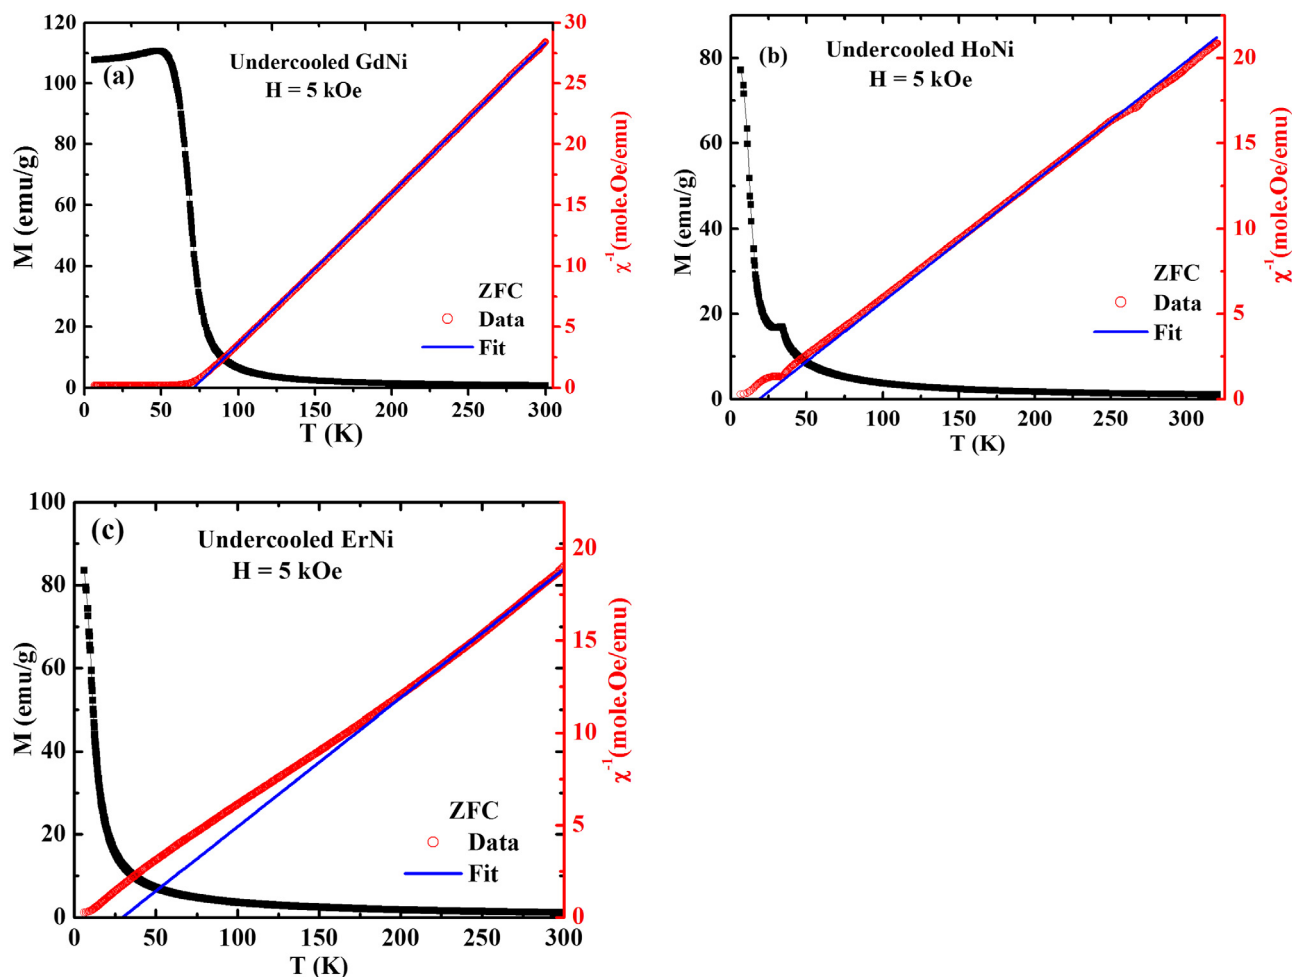 (a)
Undercooled GdNi
H = 5 kOe
ZFC
Data
Fit
M (emu/g)
120
100
80
60
40
20
0
χ⁻¹(mole.Oe/emu)
30
25
20
15
10
5
0
0 50 100 150 200 250 300
T (K)
(b)
Undercooled HoNi
H = 5 kOe
ZFC
Data
Fit
M (emu/g)
80
60
40
20
0
χ⁻¹(mole.Oe/emu)
20
15
10
5
0
0 50 100 150 200 250 300
T (K)
(c)
Undercooled ErNi
H = 5 kOe
ZFC
Data
Fit
M (emu/g)
100
80
60
40
20
0
χ⁻¹(mole.Oe/emu)
20
15
10
5
0
0 50 100 150 200 250 300
T (K)